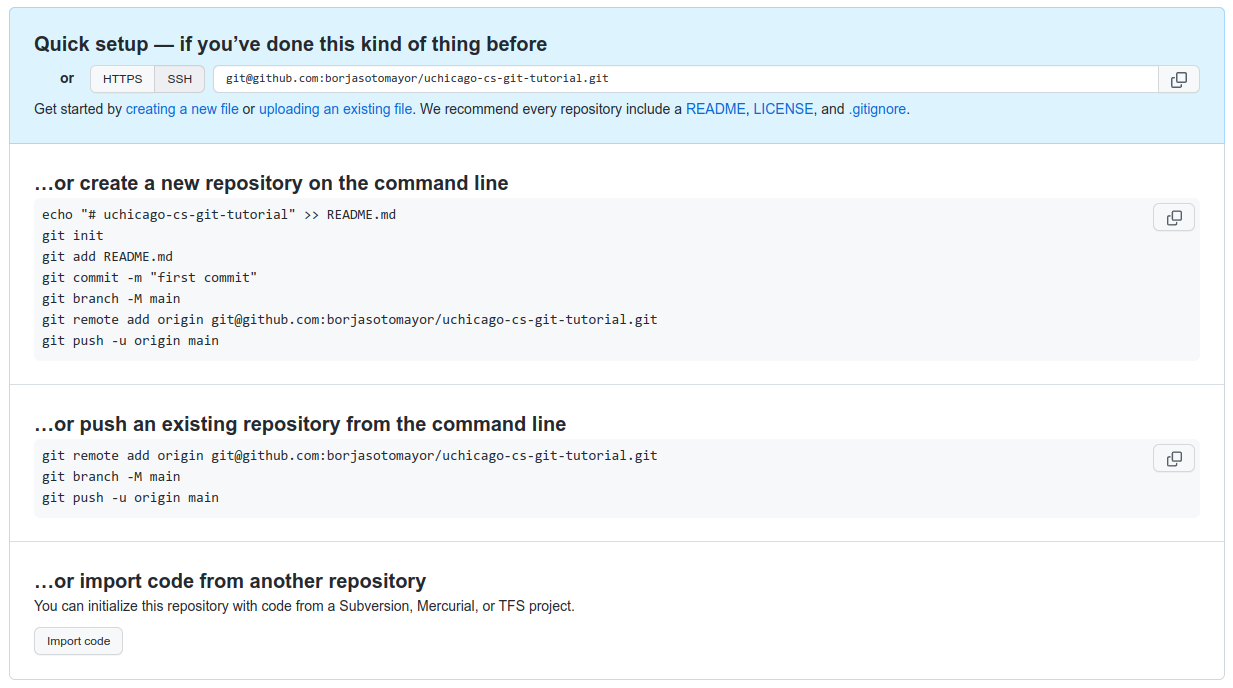 Quick setup — if you’ve done this kind of thing before
or HTTPS SSH git@github.com:borjasotomayor/uchicago-cs-git-tutorial.git
Get started by creating a new file or uploading an existing file. We recommend every repository include a README, LICENSE, and .gitignore.
…or create a new repository on the command line
echo "# uchicago-cs-git-tutorial" >> README.md
git init
git add README.md
git commit -m "first commit"
git branch -M main
git remote add origin git@github.com:borjasotomayor/uchicago-cs-git-tutorial.git
git push -u origin main
…or push an existing repository from the command line
git remote add origin git@github.com:borjasotomayor/uchicago-cs-git-tutorial.git
git branch -M main
git push -u origin main
…or import code from another repository
You can initialize this repository with code from a Subversion, Mercurial, or TFS project.
Import code